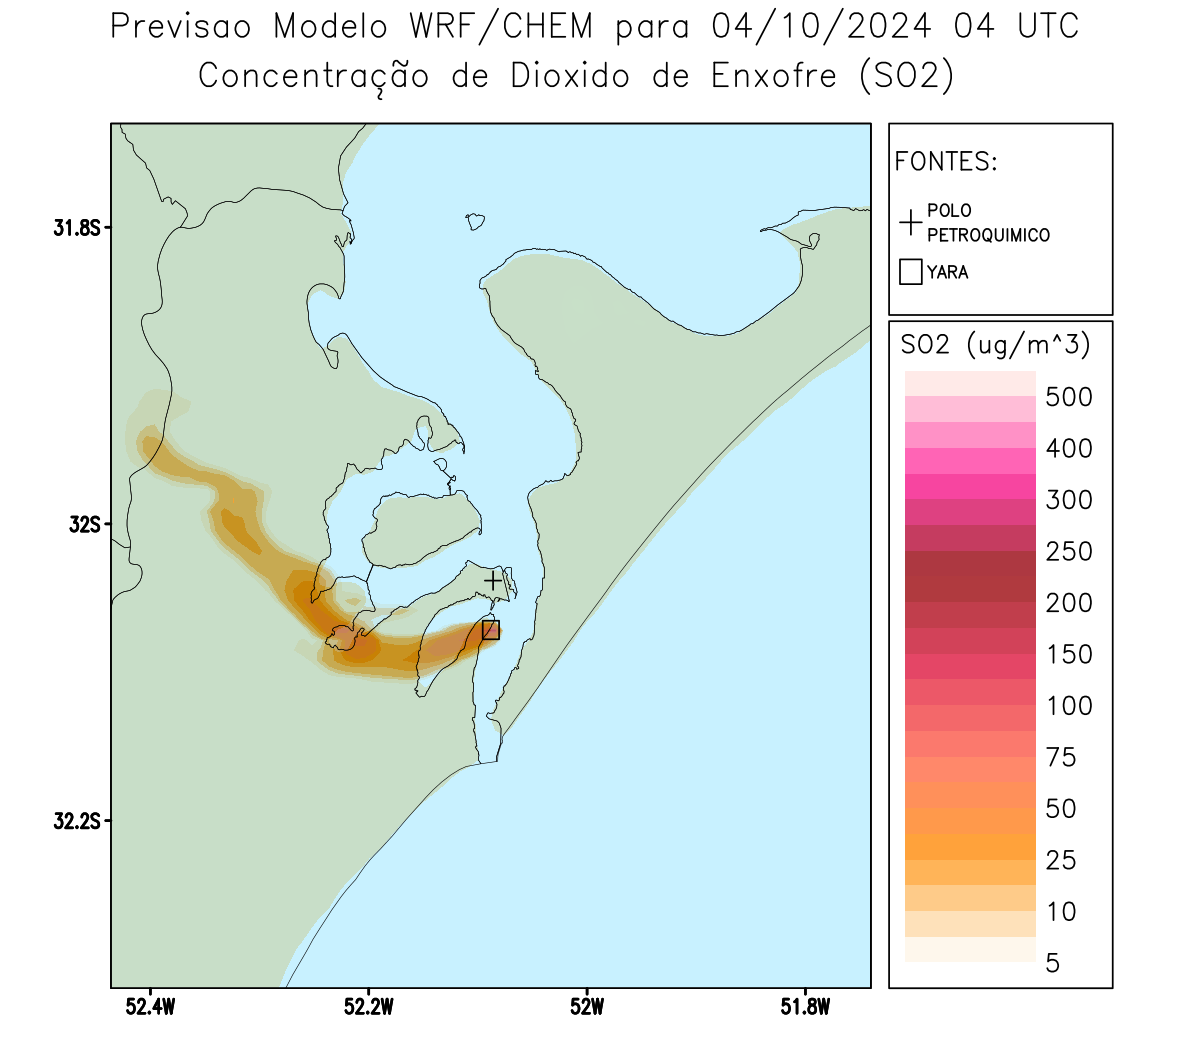 Previsao Modelo WRF/CHEM para 04/10/2024 04 UTC
Concentração de Dioxido de Enxofre (SO2)
FONTES:
POLO
PETROQUIMICO
YARA
31.8S
32S
32.2S
52.4W
52.2W
52W
51.8W
SO2 (ug/m^3)
500
400
300
250
200
150
100
75
50
25
10
5